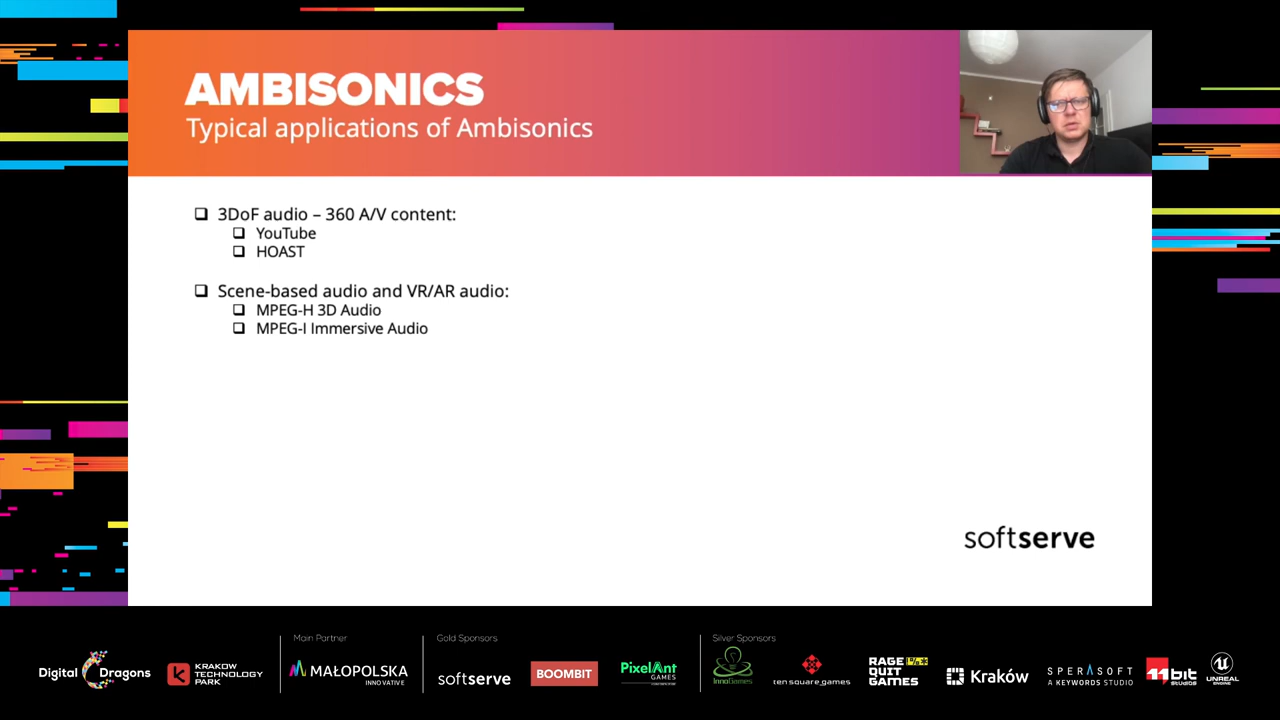 AMBISONICS
Typical applications of Ambisonics
❑ 3DoF audio – 360 A/V content:
❑ YouTube
❑ HOAST
❑ Scene-based audio and VR/AR audio:
❑ MPEG-H 3D Audio
❑ MPEG-I Immersive Audio
softserve
Main Partner
Gold Sponsors
Silver Sponsors
Digital Dragons
KRAKOW
TECHNOLOGY
PARK
MAŁOPOLSKA
INNOVATIVE
softserve
BOOMBIT
PixelAnt
GAMES
InnoGames
ten square games
RAGE
QUIT
GAMES
Kraków
SPERASOFT
A KEYWORDS STUDIO
11bit
STUDIOS
UNREAL
ENGINE